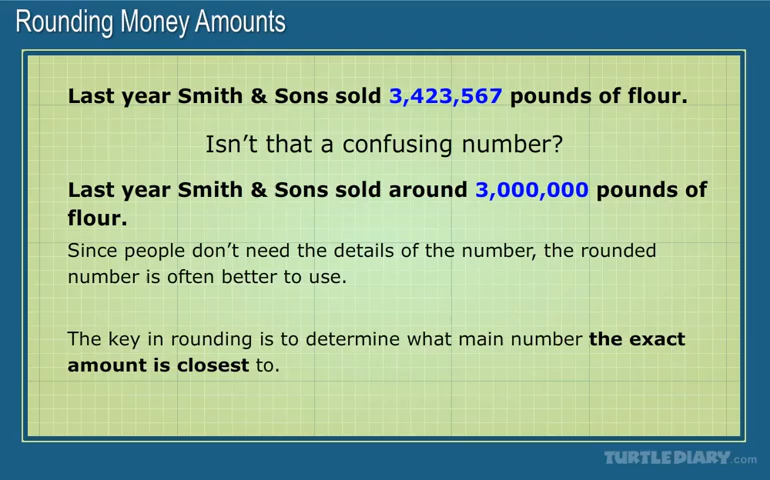 Rounding Money Amounts
Last year Smith & Sons sold 3,423,567 pounds of flour.
Isn't that a confusing number?
Last year Smith & Sons sold around 3,000,000 pounds of
flour.
Since people don't need the details of the number, the rounded
number is often better to use.
The key in rounding is to determine what main number the exact
amount is closest to.
TURTLEDIARY.com